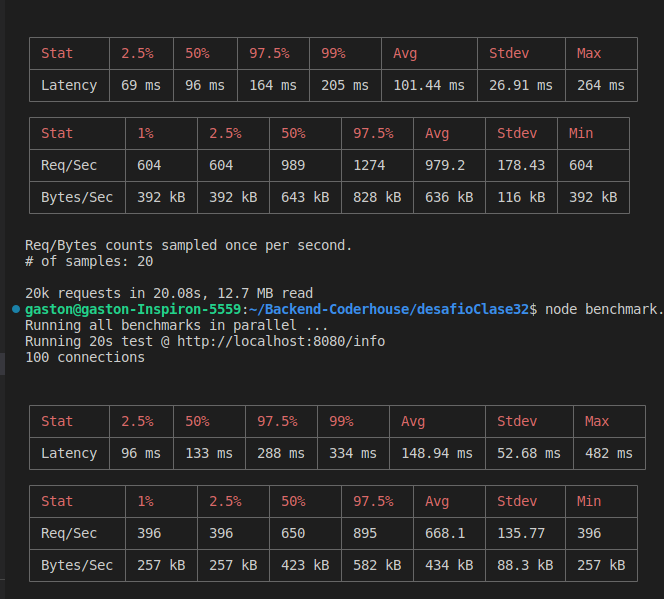 Stat 2.5% 50% 97.5% 99% Avg Stdev Max
Latency 69 ms 96 ms 164 ms 205 ms 101.44 ms 26.91 ms 264 ms
Stat 1% 2.5% 50% 97.5% Avg Stdev Min
Req/Sec 604 604 989 1274 979.2 178.43 604
Bytes/Sec 392 kB 392 kB 643 kB 828 kB 636 kB 116 kB 392 kB
Req/Bytes counts sampled once per second.
# of samples: 20
20k requests in 20.08s, 12.7 MB read
gaston@gaston-Inspiron-5559:~/Backend-Coderhouse/desafioClase32$ node benchmark.
Running all benchmarks in parallel ...
Running 20s test @ http://localhost:8080/info
100 connections
Stat 2.5% 50% 97.5% 99% Avg Stdev Max
Latency 96 ms 133 ms 288 ms 334 ms 148.94 ms 52.68 ms 482 ms
Stat 1% 2.5% 50% 97.5% Avg Stdev Min
Req/Sec 396 396 650 895 668.1 135.77 396
Bytes/Sec 257 kB 257 kB 423 kB 582 kB 434 kB 88.3 kB 257 kB